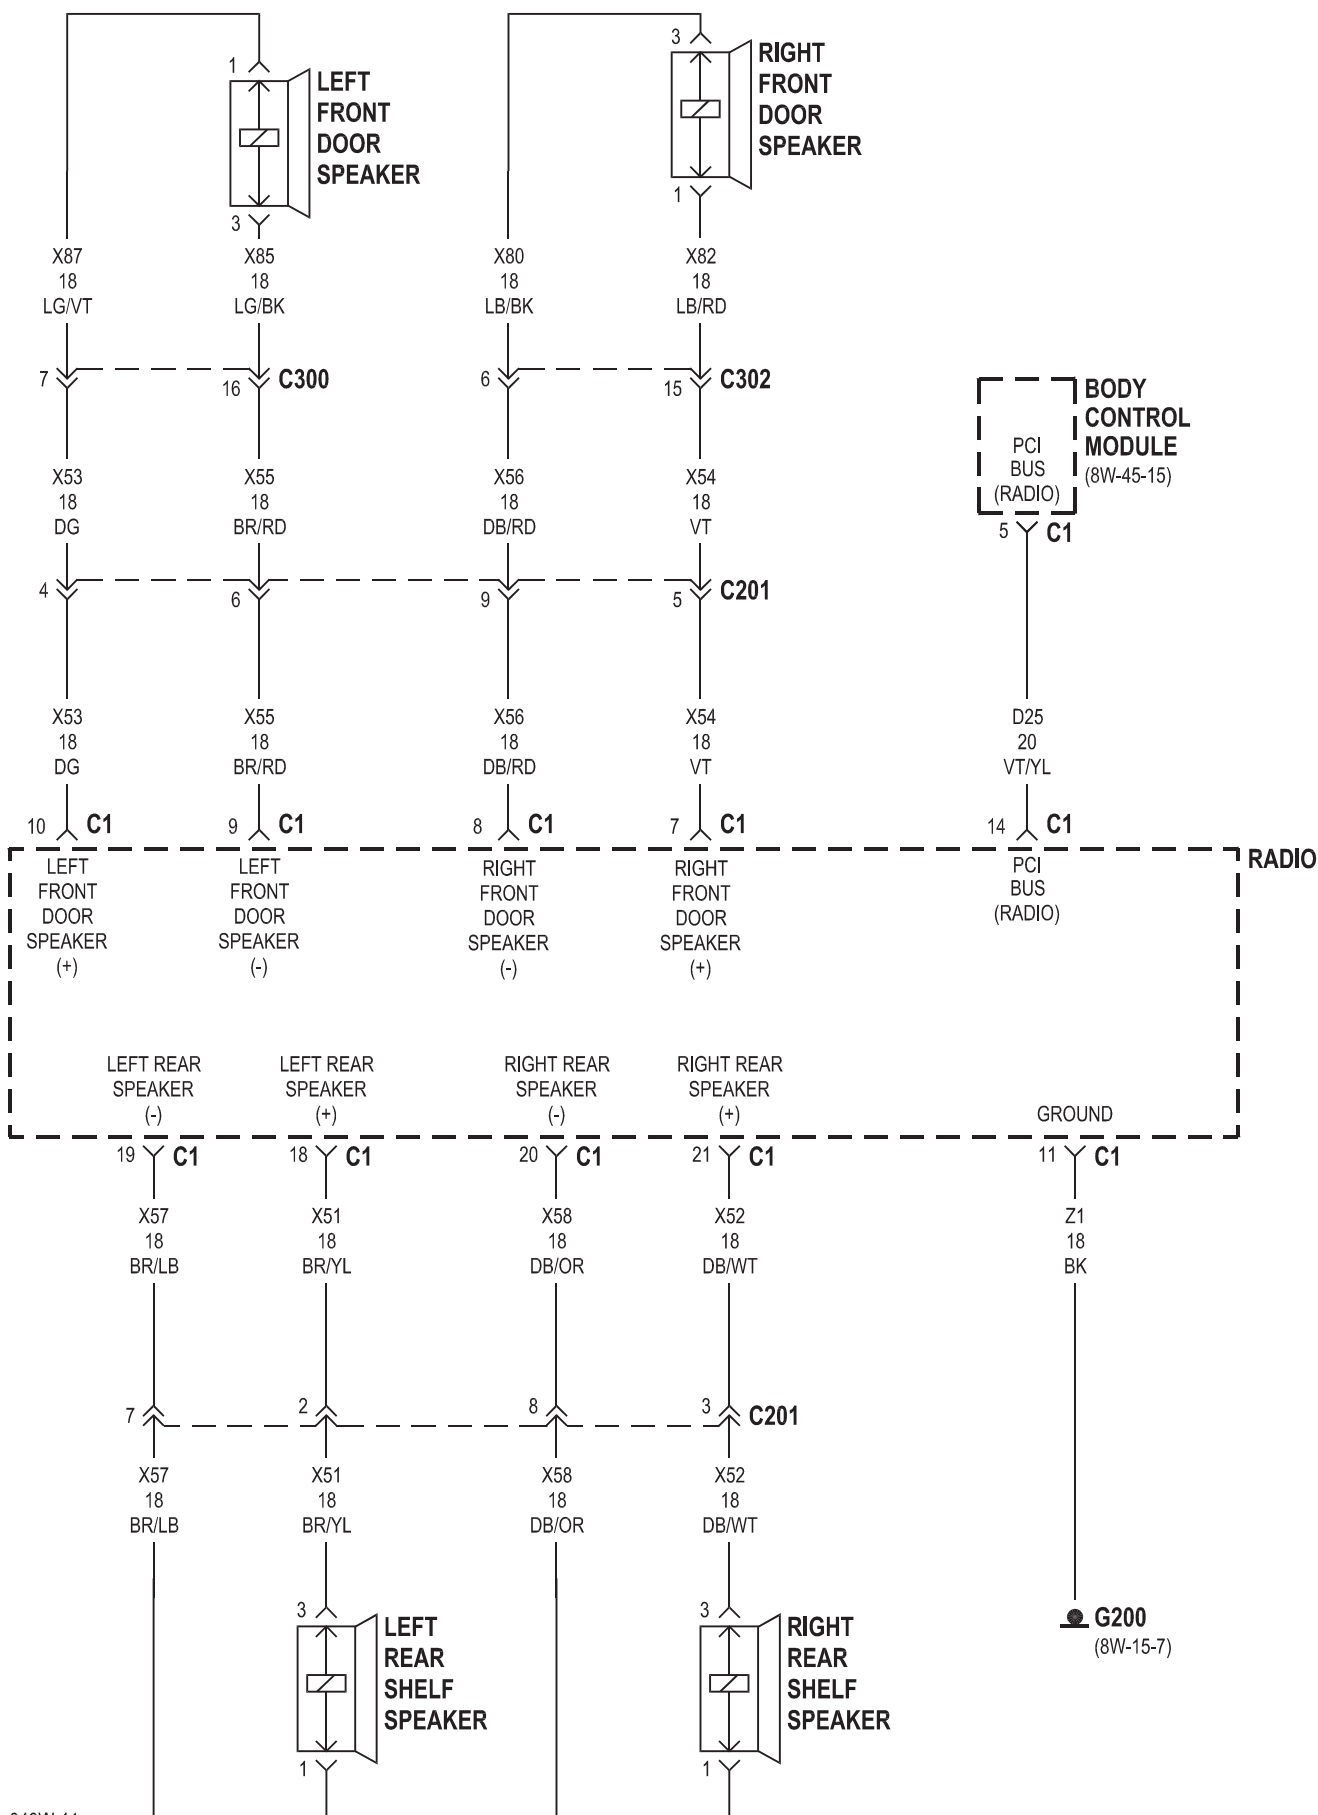 1
LEFT
FRONT
DOOR
SPEAKER
3
3
RIGHT
FRONT
DOOR
SPEAKER
1
X87
18
LG/VT
X85
18
LG/BK
X80
18
LB/BK
X82
18
LB/RD
7
16
C300
6
15
C302
BODY
CONTROL
MODULE
(8W-45-15)
PCI
BUS
(RADIO)
5
C1
X53
18
DG
X55
18
BR/RD
X56
18
DB/RD
X54
18
VT
4
6
9
5
C201
X53
18
DG
X55
18
BR/RD
X56
18
DB/RD
X54
18
VT
D25
20
VT/YL
10 C1
9 C1
8 C1
7 C1
14 C1
RADIO
LEFT
FRONT
DOOR
SPEAKER
(+)
LEFT
FRONT
DOOR
SPEAKER
(-)
RIGHT
FRONT
DOOR
SPEAKER
(-)
RIGHT
FRONT
DOOR
SPEAKER
(+)
PCI
BUS
(RADIO)
LEFT REAR
SPEAKER
(-)
LEFT REAR
SPEAKER
(+)
RIGHT REAR
SPEAKER
(-)
RIGHT REAR
SPEAKER
(+)
GROUND
19 C1
18 C1
20 C1
21 C1
11 C1
X57
18
BR/LB
X51
18
BR/YL
X58
18
DB/OR
X52
18
DB/WT
Z1
18
BK
7
2
8
3
C201
X57
18
BR/LB
X51
18
BR/YL
X58
18
DB/OR
X52
18
DB/WT
3
LEFT
REAR
SHELF
SPEAKER
1
3
RIGHT
REAR
SHELF
SPEAKER
1
G200
(8W-15-7)